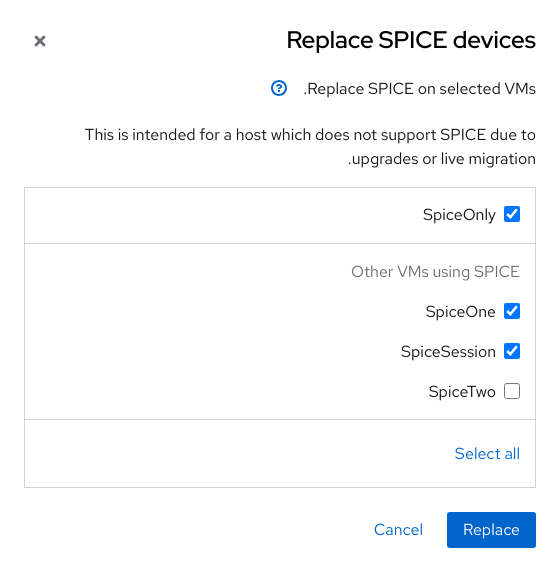 Replace SPICE devices
.Replace SPICE on selected VMs
This is intended for a host which does not support SPICE due to
.upgrades or live migration
SpiceOnly
Other VMs using SPICE
SpiceOne
SpiceSession
SpiceTwo
Select all
Replace
Cancel